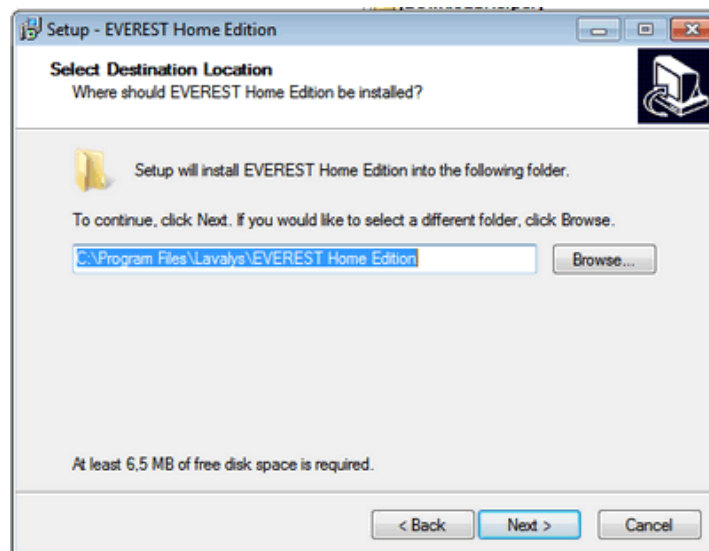 Setup - EVEREST Home Edition
Select Destination Location
Where should EVEREST Home Edition be installed?
Setup will install EVEREST Home Edition into the following folder.
To continue, click Next. If you would like to select a different folder, click Browse.
C:\Program Files\Lavalys\EVEREST Home Edition
Browse...
At least 6,5 MB of free disk space is required.
< Back
Next >
Cancel